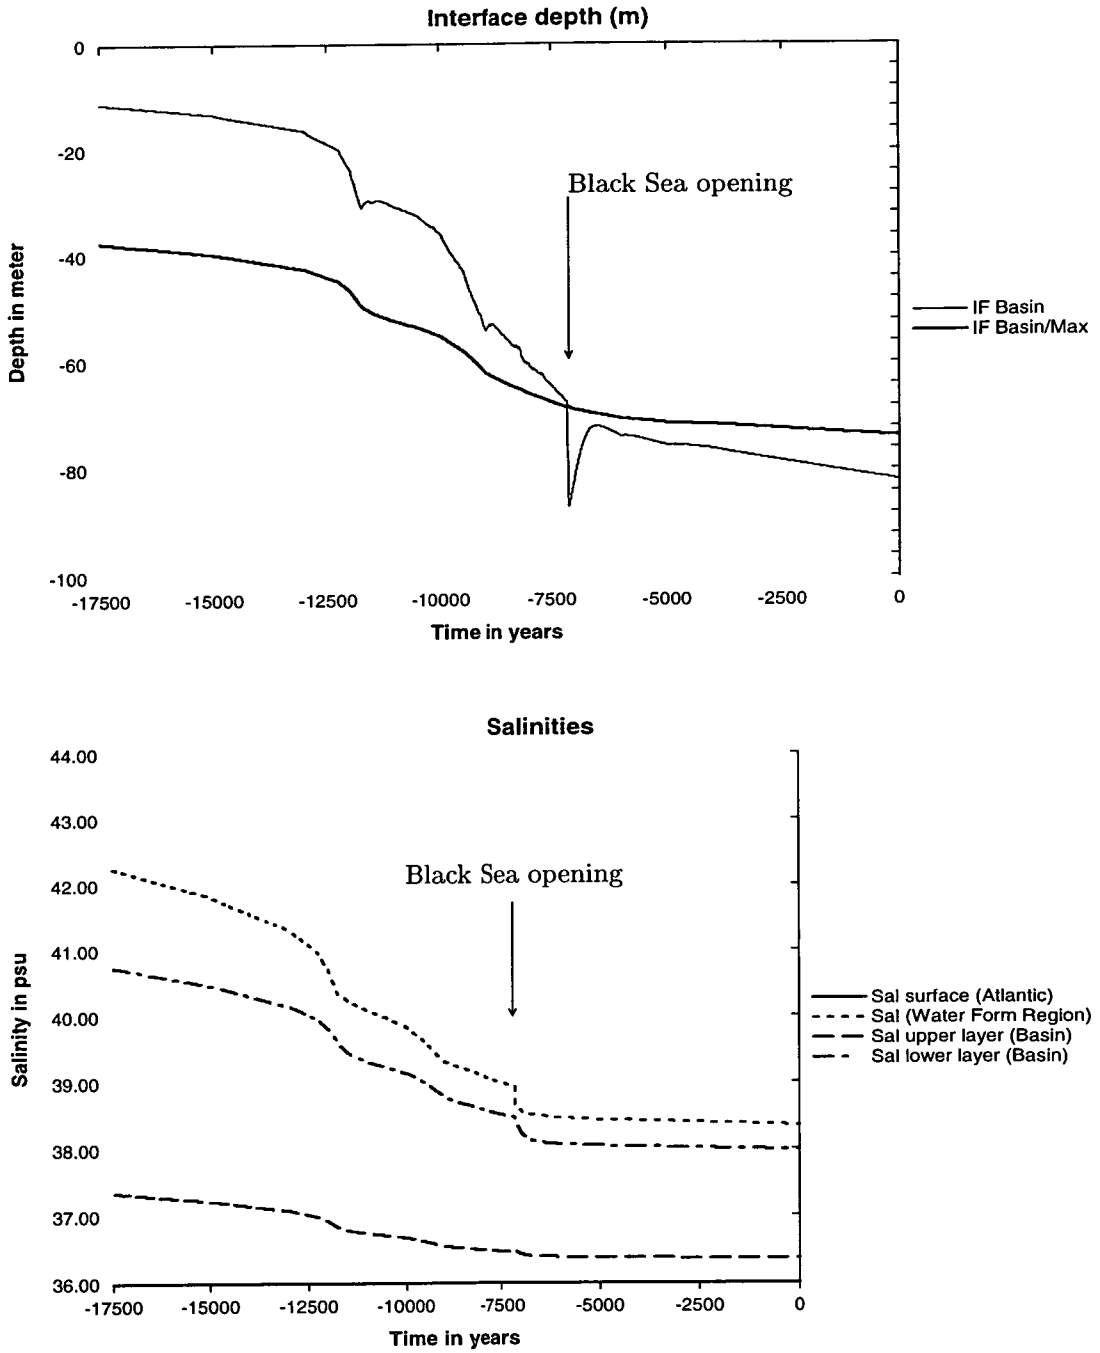 Interface depth (m)
0
-20
-40
-60
-80
-100
Depth in meter
Black Sea opening
IF Basin
IF Basin/Max
-17500 -15000 -12500 -10000 -7500 -5000 -2500 0
Time in years
Salinities
44.00
43.00
42.00
41.00
40.00
39.00
38.00
37.00
36.00
Salinity in psu
Black Sea opening
Sal surface (Atlantic)
Sal (Water Form Region)
Sal upper layer (Basin)
Sal lower layer (Basin)
-17500 -15000 -12500 -10000 -7500 -5000 -2500 0
Time in years